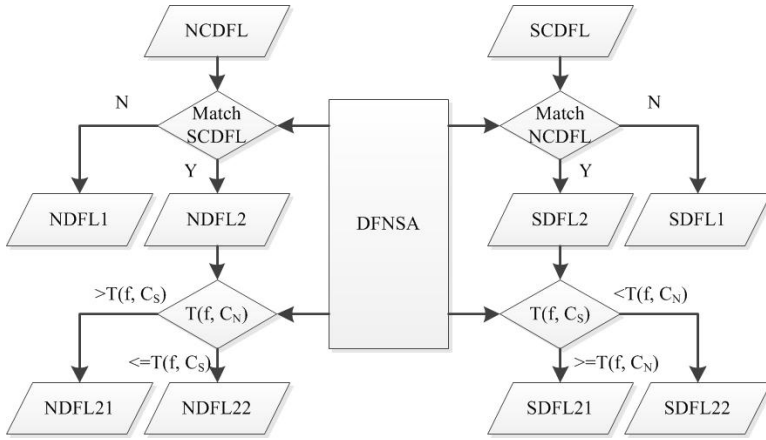 NCDFL
SCDFL
N
Match
SCDFL
Match
NCDFL
N
Y
Y
NDFL1
NDFL2
DFNSA
SDFL2
SDFL1
>T(f, C_S)
T(f, C_N)
T(f, C_S)
<T(f, C_N)
<=T(f, C_S)
>=T(f, C_N)
NDFL21
NDFL22
SDFL21
SDFL22